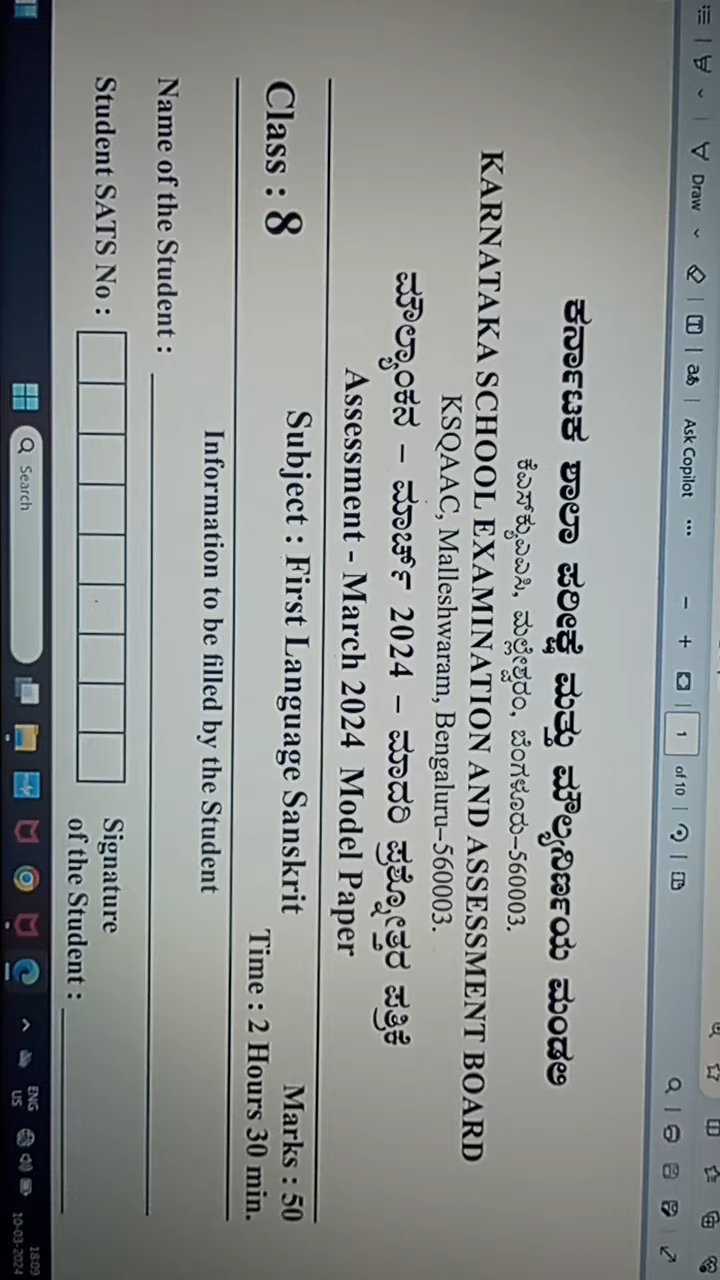 Draw
Ask Copilot
1 of 10
ಕರ್ನಾಟಕ ಶಾಲಾ ಪರೀಕ್ಷೆ ಮತ್ತು ಮೌಲ್ಯನಿರ್ಣಯ ಮಂಡಲಿ
ಕೆಎಸ್‌ಕ್ಯುಎಎಸಿ, ಮಲ್ಲೇಶ್ವರಂ, ಬೆಂಗಳೂರು–560003.
KARNATAKA SCHOOL EXAMINATION AND ASSESSMENT BOARD
KSQAAC, Malleshwaram, Bengaluru–560003.
ಮೌಲ್ಯಾಂಕನ – ಮಾರ್ಚ್ 2024 – ಮಾದರಿ ಪ್ರಶ್ನೋತ್ತರ ಪತ್ರಿಕೆ
Assessment - March 2024 Model Paper
Class : 8 Subject : First Language Sanskrit Marks : 50
Time : 2 Hours 30 min.
Information to be filled by the Student
Name of the Student :
Student SATS No : Signature
of the Student :
Search
ENG
US
18:09
10-03-2024